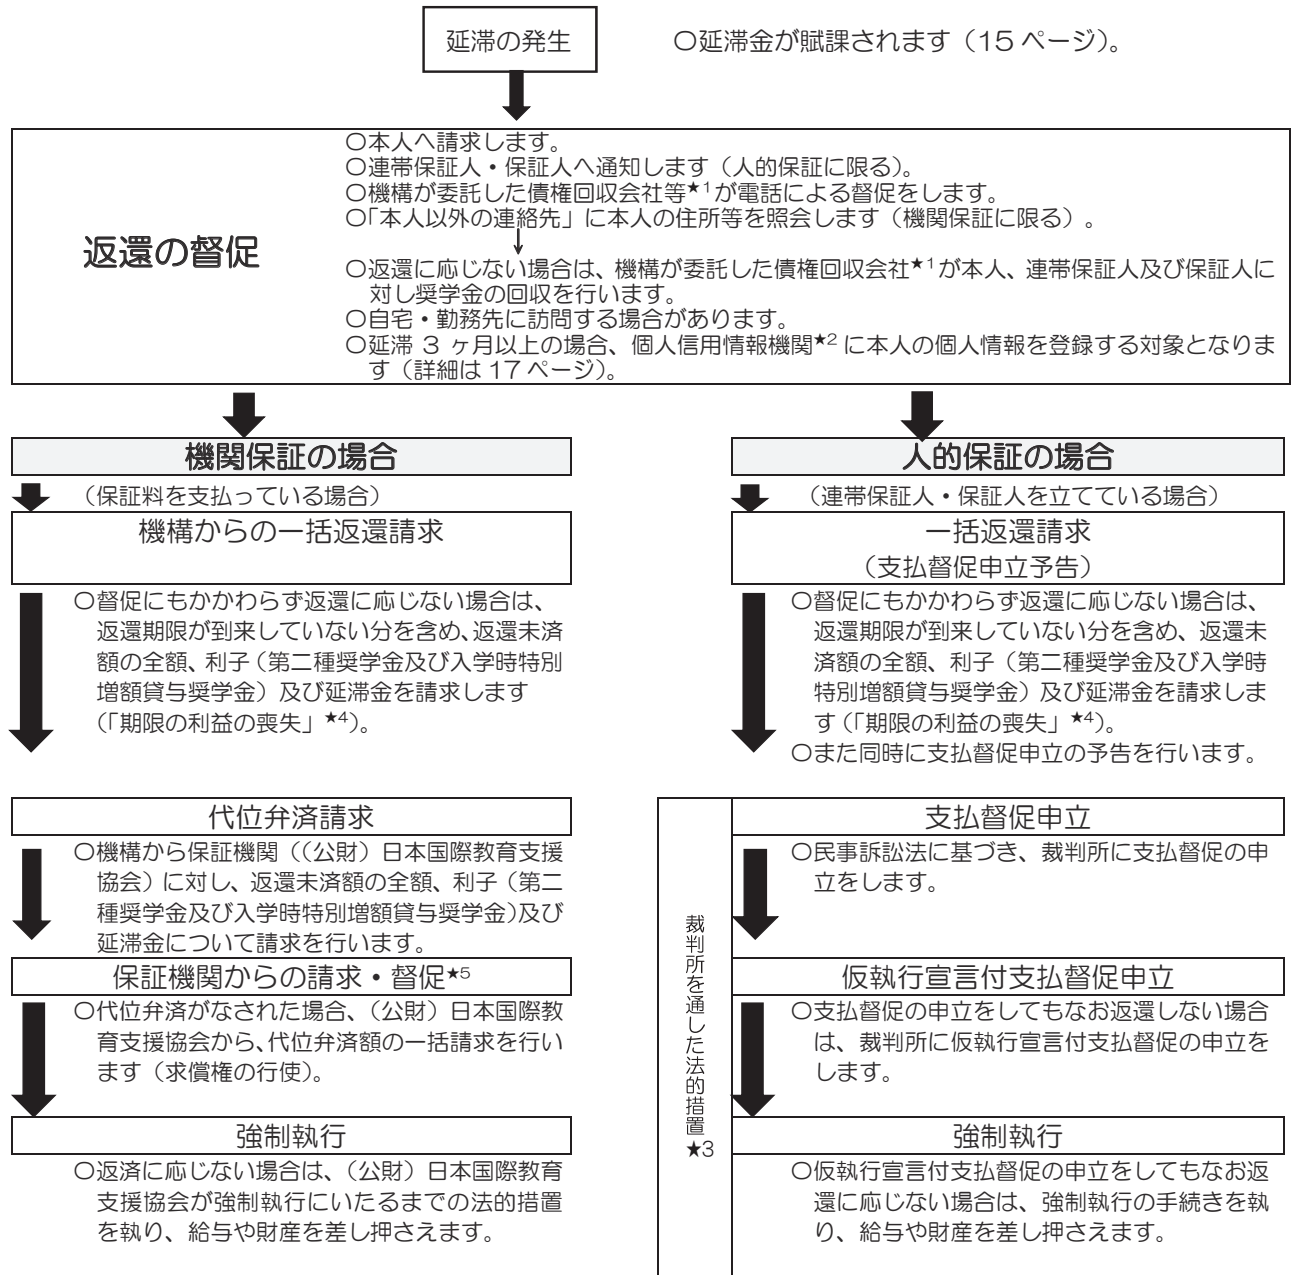 延滞の発生
〇延滞金が賦課されます（15 ページ）。
返還の督促
〇本人へ請求します。
〇連帯保証人・保証人へ通知します（人的保証に限る）。
〇機構が委託した債権回収会社等★1が電話による督促をします。
〇「本人以外の連絡先」に本人の住所等を照会します（機関保証に限る）。
↓
〇返還に応じない場合は、機構が委託した債権回収会社★1が本人、連帯保証人及び保証人に
対し奨学金の回収を行います。
〇自宅・勤務先に訪問する場合があります。
〇延滞 3 ヶ月以上の場合、個人信用情報機関★2 に本人の個人情報を登録する対象となりま
す（詳細は 17 ページ）。
機関保証の場合
（保証料を支払っている場合）
機構からの一括返還請求
〇督促にもかかわらず返還に応じない場合は、
返還期限が到来していない分を含め、返還未済
額の全額、利子（第二種奨学金及び入学時特別
増額貸与奨学金）及び延滞金を請求します
（「期限の利益の喪失」★4）。
代位弁済請求
〇機構から保証機関（（公財）日本国際教育支援
協会）に対し、返還未済額の全額、利子（第二
種奨学金及び入学時特別増額貸与奨学金）及び
延滞金について請求を行います。
保証機関からの請求・督促★5
〇代位弁済がなされた場合、（公財）日本国際教
育支援協会から、代位弁済額の一括請求を行い
ます（求償権の行使）。
強制執行
〇返済に応じない場合は、（公財）日本国際教育
支援協会が強制執行にいたるまでの法的措置
を執り、給与や財産を差し押さえます。
人的保証の場合
（連帯保証人・保証人を立てている場合）
一括返還請求
（支払督促申立予告）
〇督促にもかかわらず返還に応じない場合は、
返還期限が到来していない分を含め、返還未
済額の全額、利子（第二種奨学金及び入学時
特別増額貸与奨学金）及び延滞金を請求しま
す（「期限の利益の喪失」★4）。
〇また同時に支払督促申立の予告を行います。
裁判所を通した法的措置★3
支払督促申立
〇民事訴訟法に基づき、裁判所に支払督促の申
立をします。
仮執行宣言付支払督促申立
〇支払督促の申立をしてもなお返還しない場合
は、裁判所に仮執行宣言付支払督促の申立を
します。
強制執行
〇仮執行宣言付支払督促の申立をしてもなお返
還に応じない場合は、強制執行の手続きを執
り、給与や財産を差し押さえます。